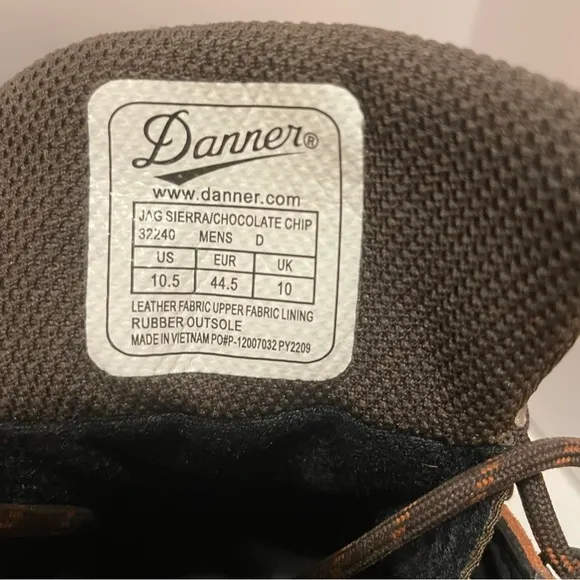 Danner®
www.danner.com
JAG SIERRA/CHOCOLATE CHIP
32240 MENS D
US EUR UK
10.5 44.5 10
LEATHER FABRIC UPPER FABRIC LINING
RUBBER OUTSOLE
MADE IN VIETNAM PO#P-12007032 PY2209